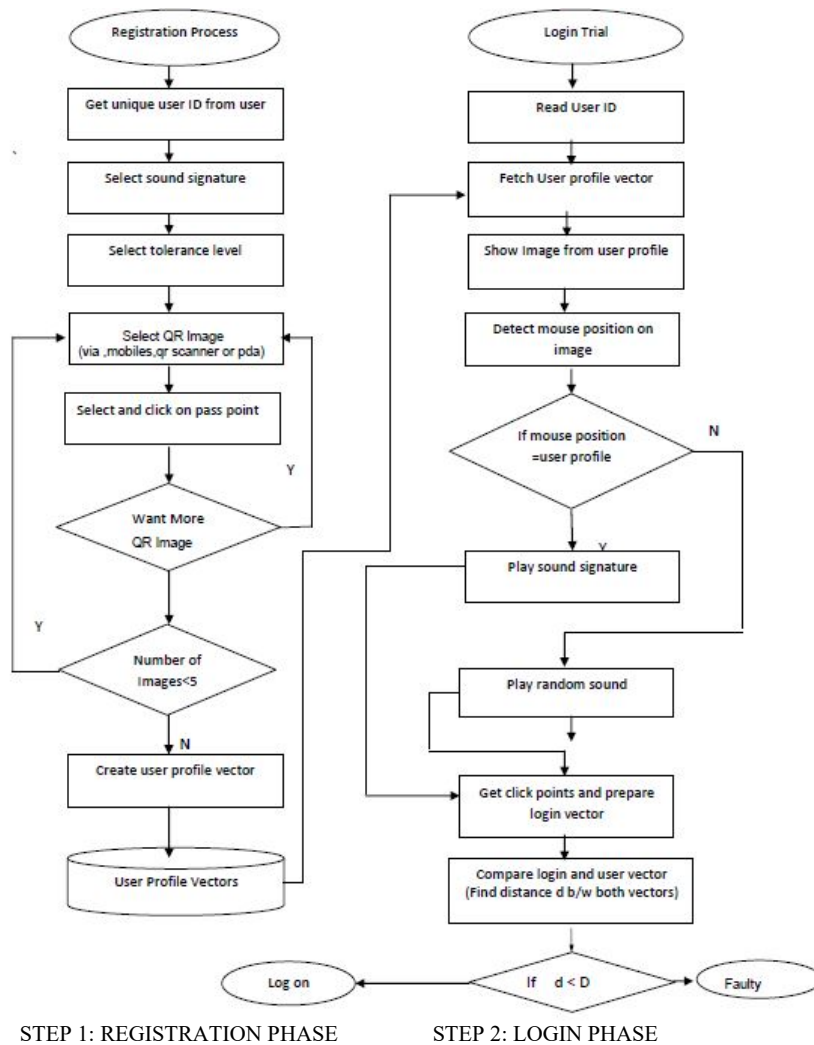 Registration Process
Get unique user ID from user
Select sound signature
Select tolerance level
Select QR Image
(via ,mobiles,qr scanner or pda)
Select and click on pass point
Y
Want More
QR Image
Y
Number of
Images<5
N
Create user profile vector
User Profile Vectors
Login Trial
Read User ID
Fetch User profile vector
Show Image from user profile
Detect mouse position on
image
N
If mouse position
=user profile
Y
Play sound signature
Play random sound
Get click points and prepare
login vector
Compare login and user vector
(Find distance d b/w both vectors)
If d < D
Log on
Faulty
STEP 1: REGISTRATION PHASE
STEP 2: LOGIN PHASE